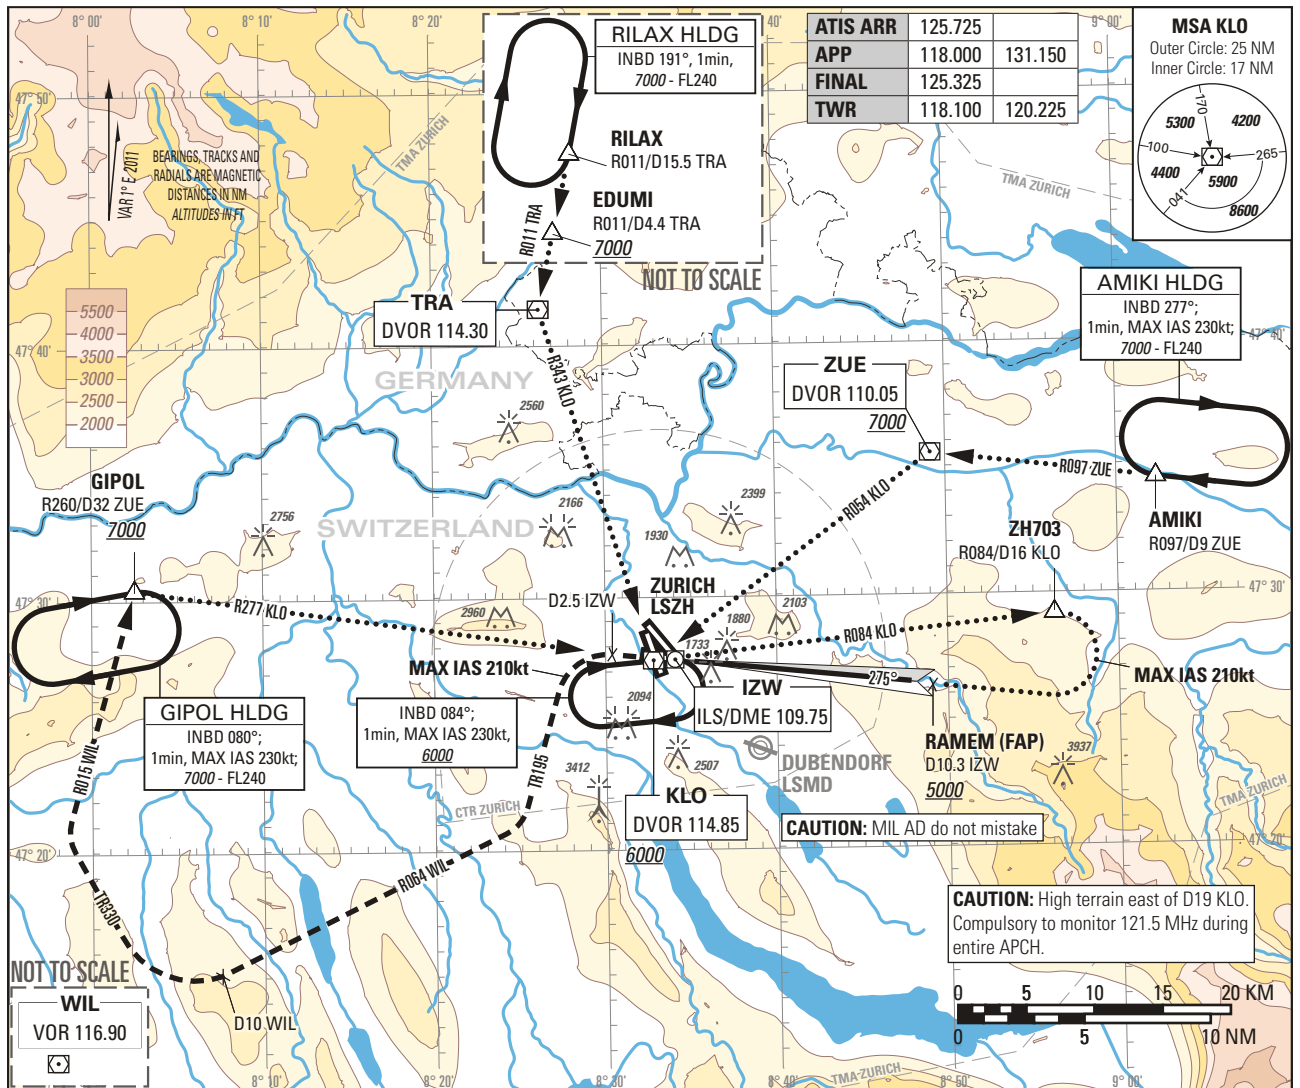 8° 00'
8° 20'
40'
9° 00'
47° 50'
BEARINGS, TRACKS AND
RADIALS ARE MAGNETIC
DISTANCES IN NM
ALTITUDES IN FT
VAR 1° E 2011
TMA ZURICH
RILAX HLDG
INBD 191°, 1min,
7000 - FL240
RILAX
R011/D15.5 TRA
EDUMI
R011/D4.4 TRA
7000
R011 TRA
NOT TO SCALE
ATIS ARR 125.725
APP 118.000 131.150
FINAL 125.325
TWR 118.100 120.225
TMA ZURICH
MSA KLO
Outer Circle: 25 NM
Inner Circle: 17 NM
170
5300
4200
100
265
4400
5900
041
8600
5500
4000
3500
3000
2500
2000
47° 40'
TRA
DVOR 114.30
GERMANY
R343 KLO
2560
ZUE
DVOR 110.05
7000
AMIKI HLDG
INBD 277°;
1min, MAX IAS 230kt;
7000 - FL240
47° 40'
R097 ZUE
AMIKI
R097/D9 ZUE
GIPOL
R260/D32 ZUE
7000
2756
SWITZERLAND
2166
2399
1930
R054 KLO
ZH703
R084/D16 KLO
47° 30'
47° 30'
R277 KLO
2960
D2.5 IZW
ZURICH
LSZH
2103
1880
1733
R084 KLO
MAX IAS 210kt
MAX IAS 210kt
275°
2094
IZW
ILS/DME 109.75
INBD 084°;
1min, MAX IAS 230kt,
6000
GIPOL HLDG
INBD 080°;
1min, MAX IAS 230kt;
7000 - FL240
R015 WIL
TR195
3412
2507
DUBENDORF
LSMD
RAMEM (FAP)
D10.3 IZW
5000
3937
KLO
DVOR 114.85
6000
CTR ZURICH
CAUTION: MIL AD do not mistake
TMA ZURICH
47° 20'
47° 20'
R064 WIL
TR330
CAUTION: High terrain east of D19 KLO.
Compulsory to monitor 121.5 MHz during
entire APCH.
NOT TO SCALE
WIL
VOR 116.90
D10 WIL
0 5 10 15 20 KM
0 5 10 NM
TMA ZURICH
8° 10'
8° 20'
8° 30'
8° 40'
8° 50'
9° 00'